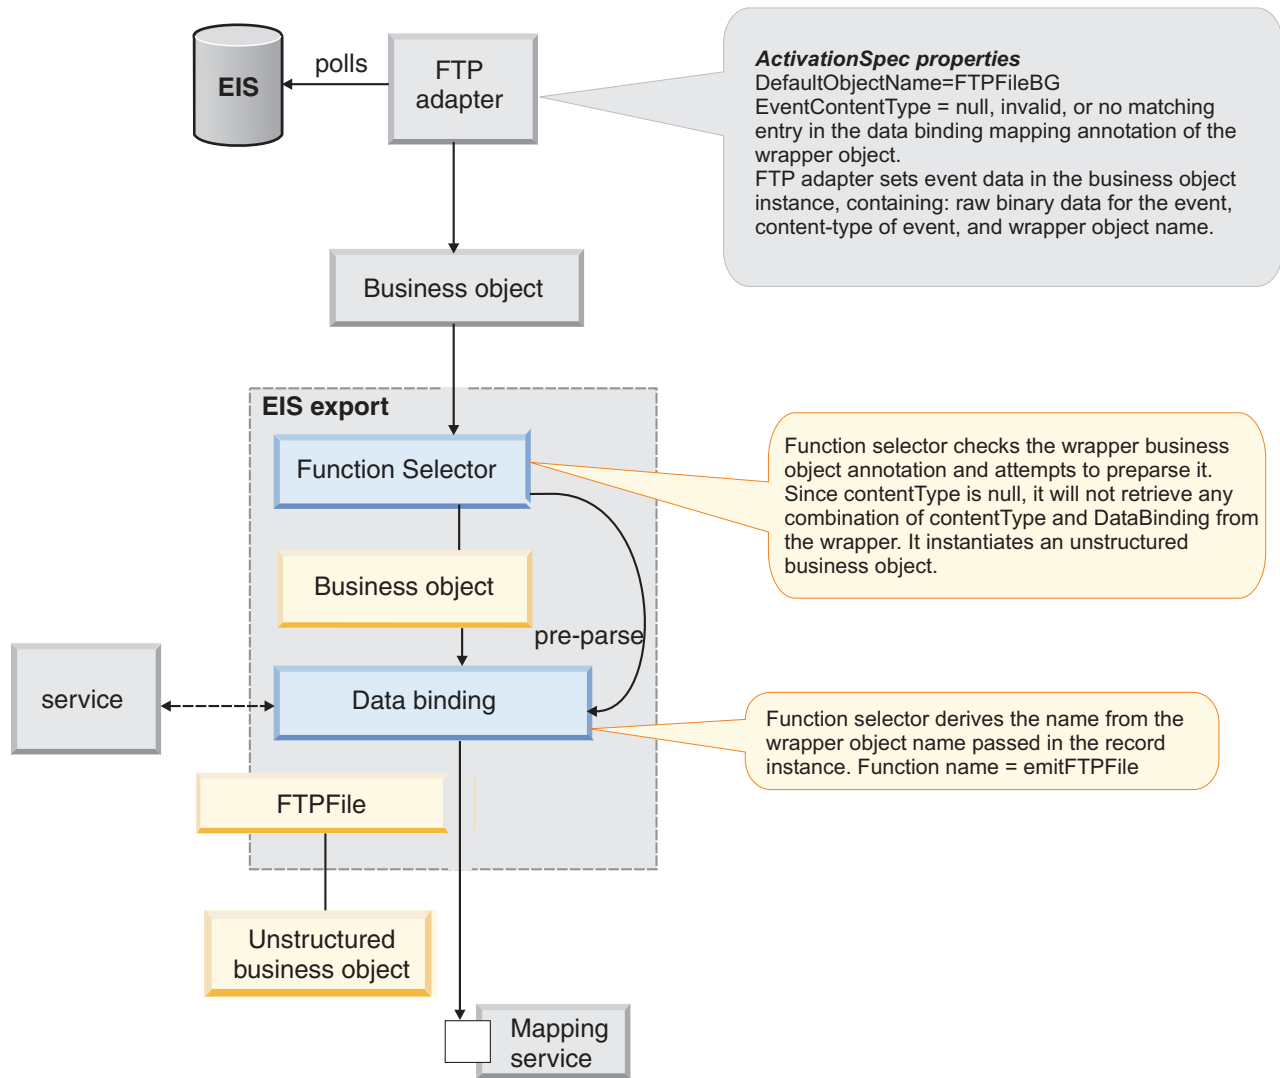 EIS
polls
FTP
adapter
ActivationSpec properties
DefaultObjectName=FTPFileBG
EventContentType = null, invalid, or no matching
entry in the data binding mapping annotation of the
wrapper object.
FTP adapter sets event data in the business object
instance, containing: raw binary data for the event,
content-type of event, and wrapper object name.
Business object
EIS export
Function Selector
Function selector checks the wrapper business
object annotation and attempts to preparse it.
Since contentType is null, it will not retrieve any
combination of contentType and DataBinding from
the wrapper. It instantiates an unstructured
business object.
Business object
pre-parse
service
Data binding
Function selector derives the name from the
wrapper object name passed in the record
instance. Function name = emitFTPFile
FTPFile
Unstructured
business object
Mapping
service